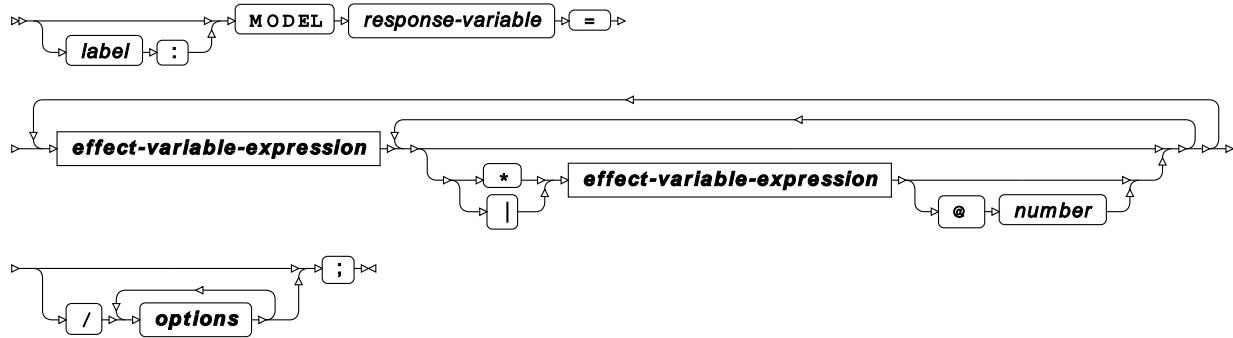 MODEL response-variable =
label :
effect-variable-expression
* effect-variable-expression
|
@ number
;
/ options